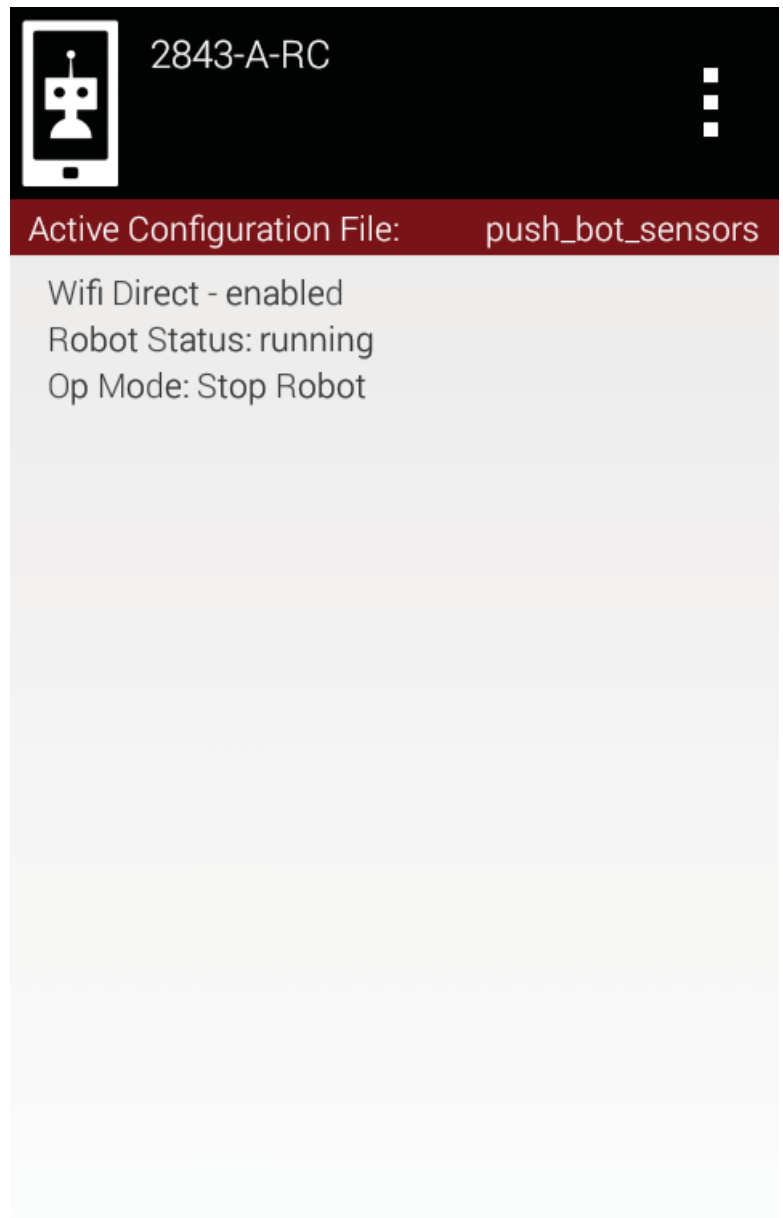 2843-A-RC
Active Configuration File: push_bot_sensors
Wifi Direct - enabled
Robot Status: running
Op Mode: Stop Robot